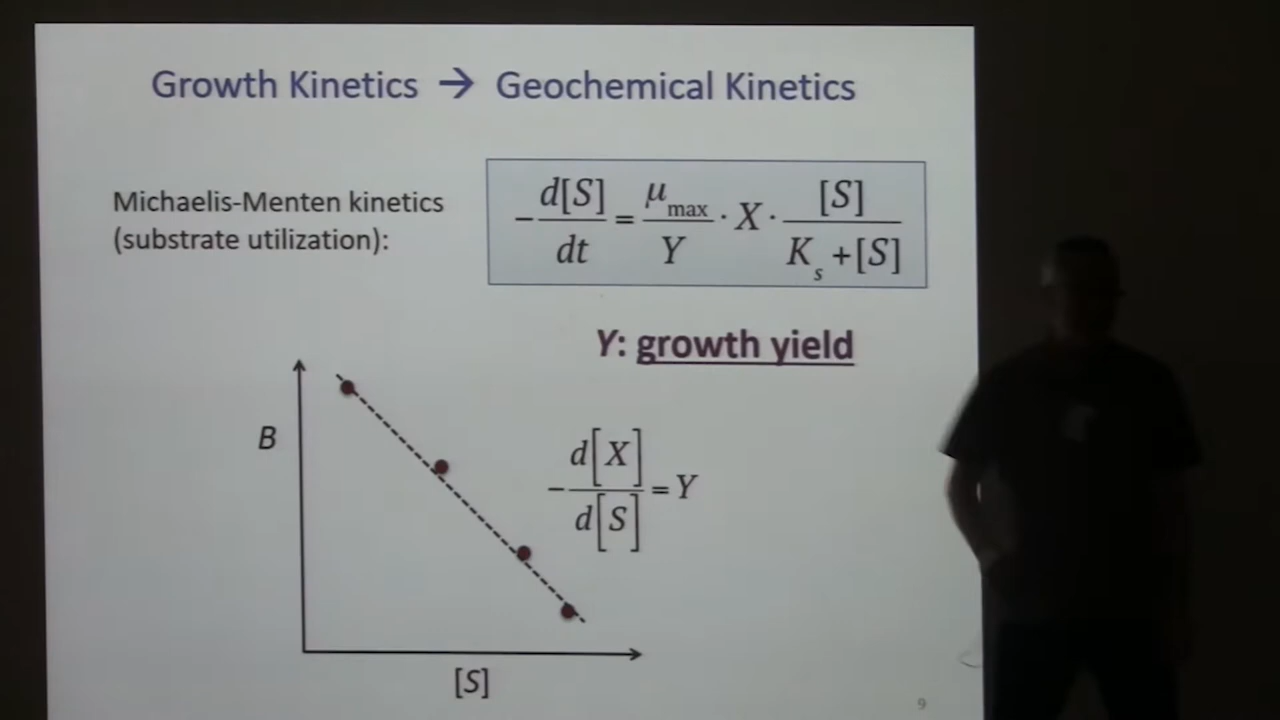 Growth Kinetics → Geochemical Kinetics
Michaelis-Menten kinetics
(substrate utilization):
-d[S]/dt = μmax/Y · X · [S]/(Ks+[S])
Y: growth yield
B
-d[X]/d[S] = Y
[S]
9